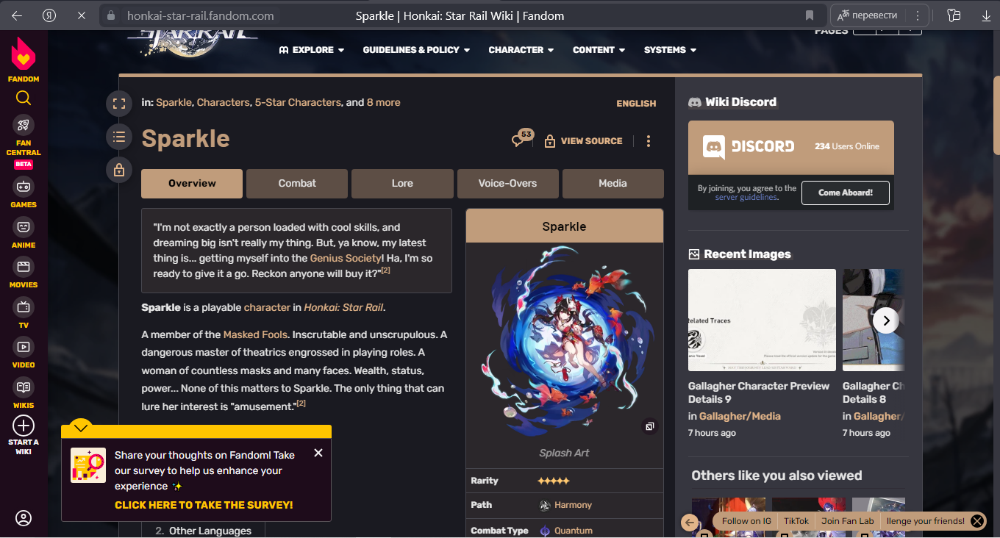 honkai-star-rail.fandom.com
Sparkle | Honkai: Star Rail Wiki | Fandom
перевести
STAR RAIL
PAGES
EXPLORE
GUIDELINES & POLICY
CHARACTER
CONTENT
SYSTEMS
FANDOM
FAN
CENTRAL
BETA
GAMES
ANIME
MOVIES
TV
VIDEO
WIKIS
START A
WIKI
in: Sparkle, Characters, 5-Star Characters, and 8 more
ENGLISH
Sparkle
53
VIEW SOURCE
Overview
Combat
Lore
Voice-Overs
Media
"I'm not exactly a person loaded with cool skills, and
dreaming big isn't really my thing. But, ya know, my latest
thing is... getting myself into the Genius Society! Ha, I'm so
ready to give it a go. Reckon anyone will buy it?"[2]
Sparkle is a playable character in Honkai: Star Rail.
A member of the Masked Fools. Inscrutable and unscrupulous. A
dangerous master of theatrics engrossed in playing roles. A
woman of countless masks and many faces. Wealth, status,
power... None of this matters to Sparkle. The only thing that can
lure her interest is "amusement."[2]
Share your thoughts on Fandom! Take
our survey to help us enhance your
experience ✨
CLICK HERE TO TAKE THE SURVEY!
2. Other Languages
Sparkle
Splash Art
Rarity
Path
Harmony
Combat Type
Quantum
Wiki Discord
DISCORD
234 Users Online
By joining, you agree to the
server guidelines.
Come Aboard!
Recent Images
Related Traces
Gallagher Character Preview
Details 9
in Gallagher/Media
7 hours ago
Gallagher Ch
Details 8
in Gallagher/
7 hours ago
Others like you also viewed
Follow on IG
TikTok
Join Fan Lab
llenge your friends!